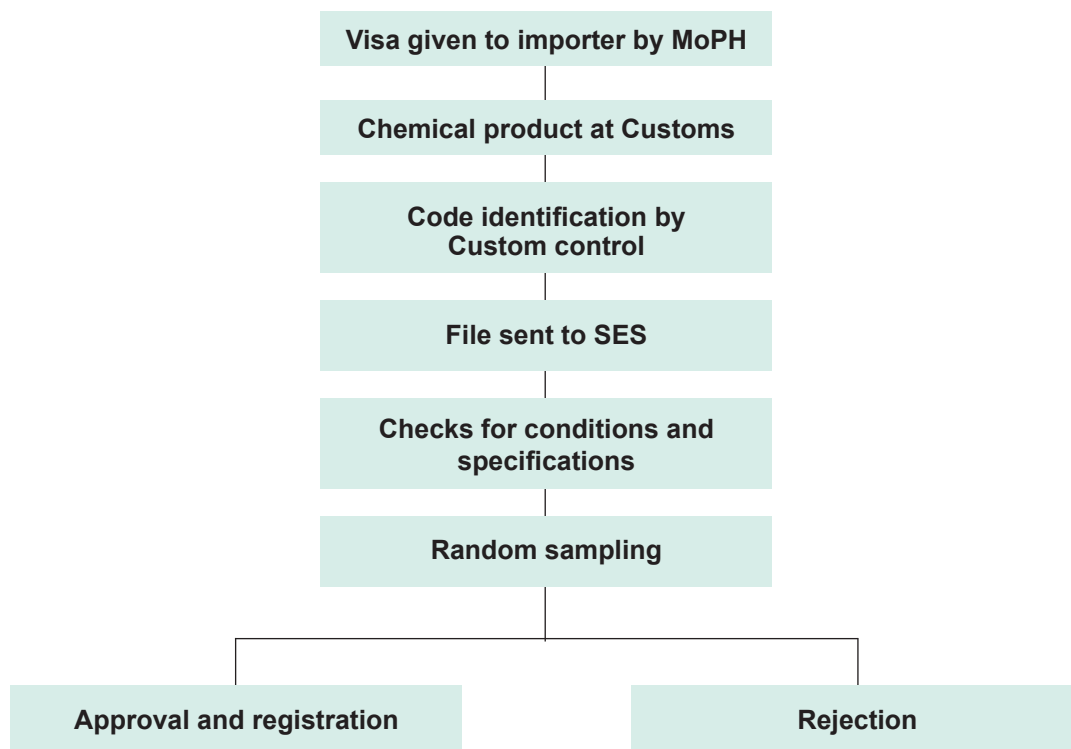 Visa given to importer by MoPH
Chemical product at Customs
Code identification by
Custom control
File sent to SES
Checks for conditions and
specifications
Random sampling
Approval and registration
Rejection